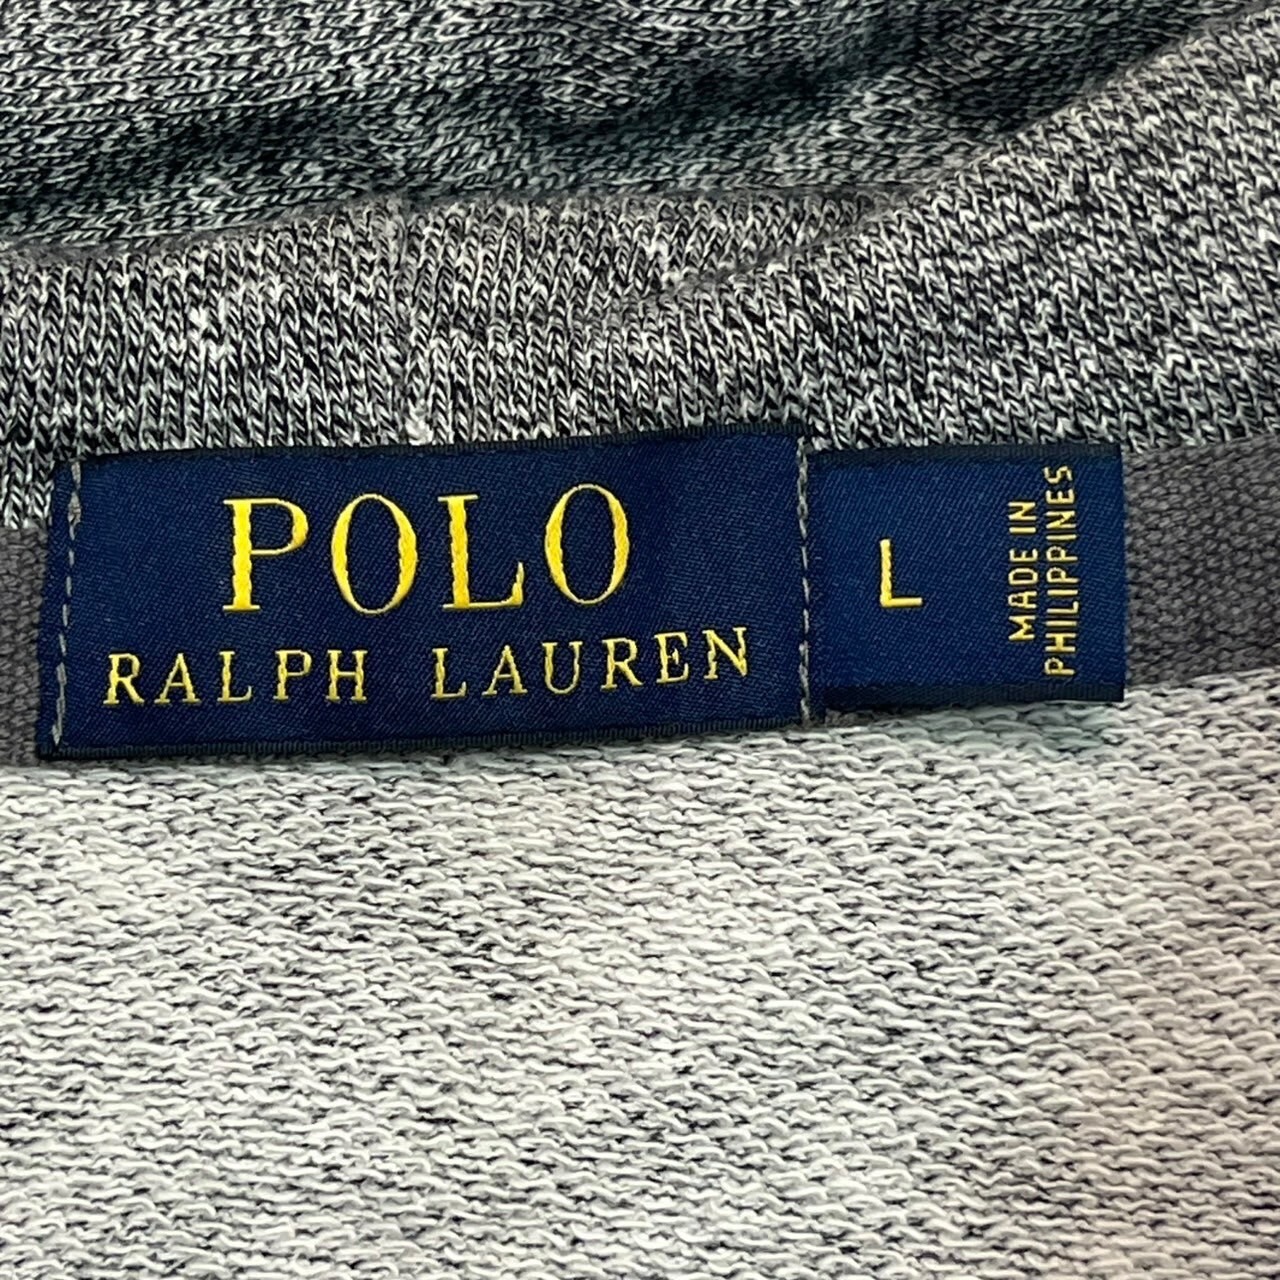 POLO
RALPH LAUREN
L
MADE IN
PHILIPPINES